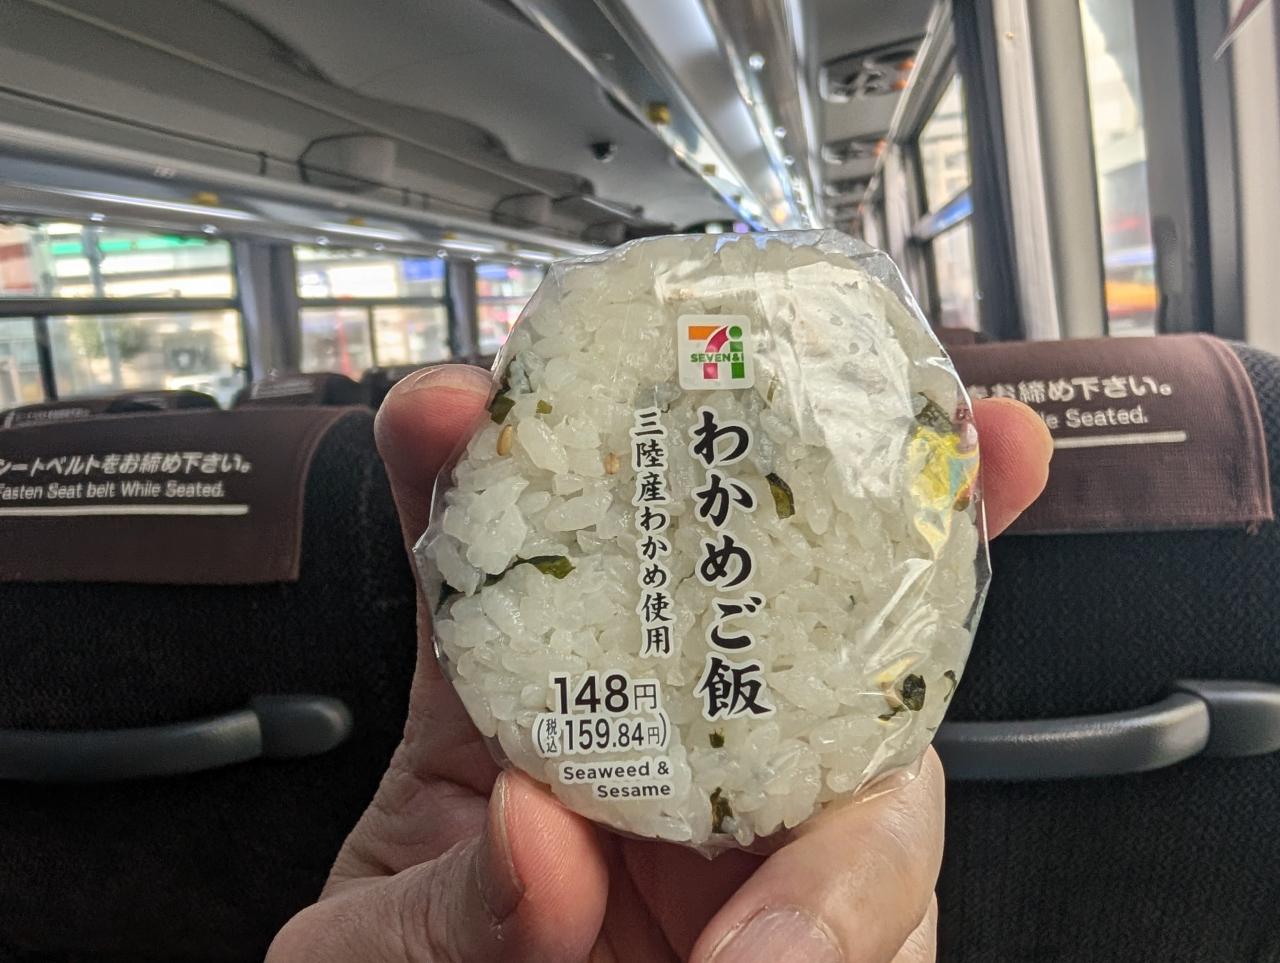 SEVEN&i
わかめご飯
三陸産わかめ使用
148円
(税込159.84円)
Seaweed &
Sesame
シートベルトをお締め下さい。
Fasten Seat belt While Seated.
をお締め下さい。
While Seated.